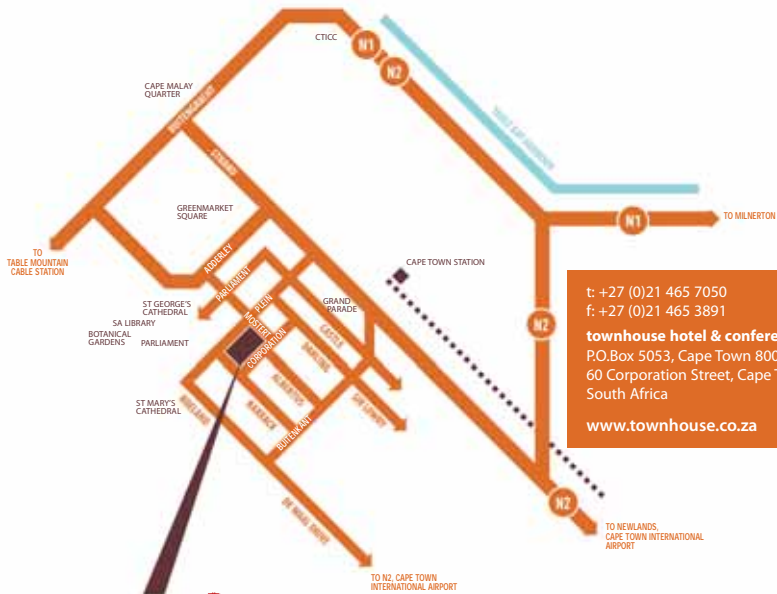 CTICC
N1
N2
CAPE MALAY
QUARTER
BUITENGRACHT
TABLE BAY HARBOUR
STRAND
GREENMARKET
SQUARE
N1
TO MILNERTON
TO
TABLE MOUNTAIN
CABLE STATION
ADDERLEY
PARLIAMENT
PLEIN
CAPE TOWN STATION
ST GEORGE'S
CATHEDRAL
SA LIBRARY
BOTANICAL
GARDENS
PARLIAMENT
MOSTERT
CORPORATION
GRAND
PARADE
CASTLE
DARLING
N2
ALBERTUS
BARRACK
SIR LOWRY
ST MARY'S
CATHEDRAL
ROELAND
BUITENKANT
t: +27 (0)21 465 7050
f: +27 (0)21 465 3891
townhouse hotel & confere
P.O.Box 5053, Cape Town 800
60 Corporation Street, Cape T
South Africa
www.townhouse.co.za
N2
DE WAAL DRIVE
TO NEWLANDS,
CAPE TOWN INTERNATIONAL
AIRPORT
TO N2, CAPE TOWN
INTERNATIONAL AIRPORT